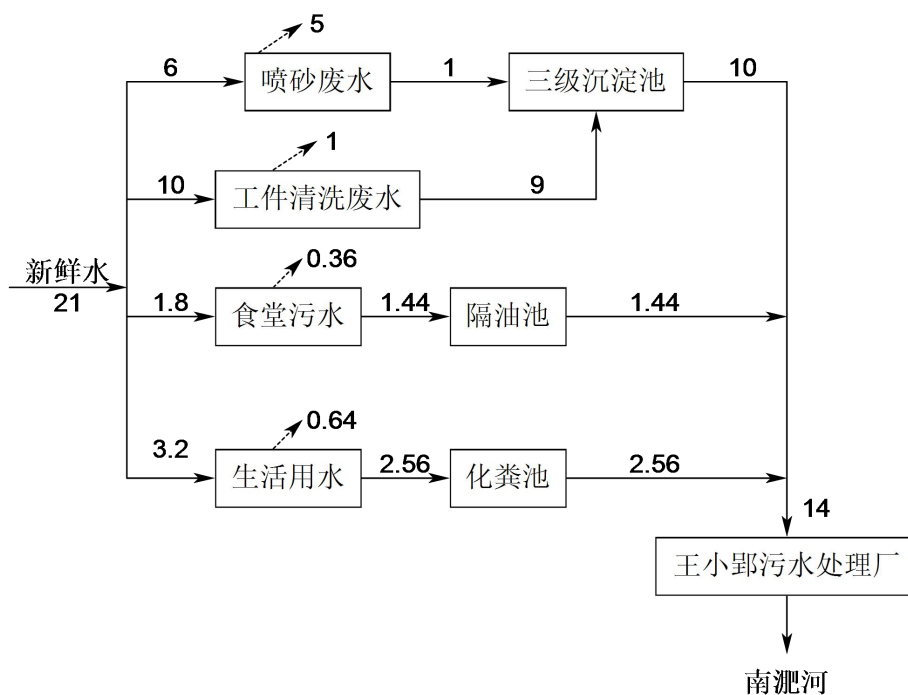 5
6
喷砂废水
1
三级沉淀池
10
1
10
工件清洗废水
9
新鲜水
21
0.36
1.8
食堂污水
1.44
隔油池
1.44
0.64
3.2
生活用水
2.56
化粪池
2.56
14
王小郢污水处理厂
南淝河